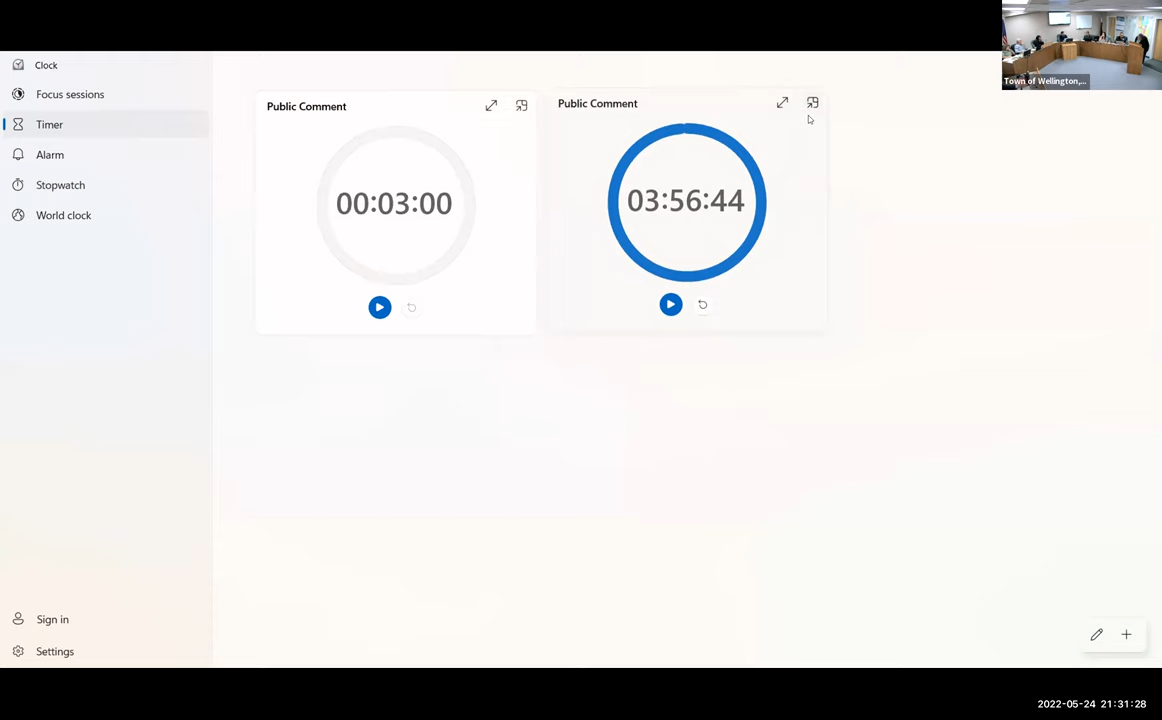 Clock
Focus sessions
Timer
Alarm
Stopwatch
World clock
Sign in
Settings
Public Comment
00:03:00
Public Comment
03:56:44
Town of Wellington,...
2022-05-24 21:31:28